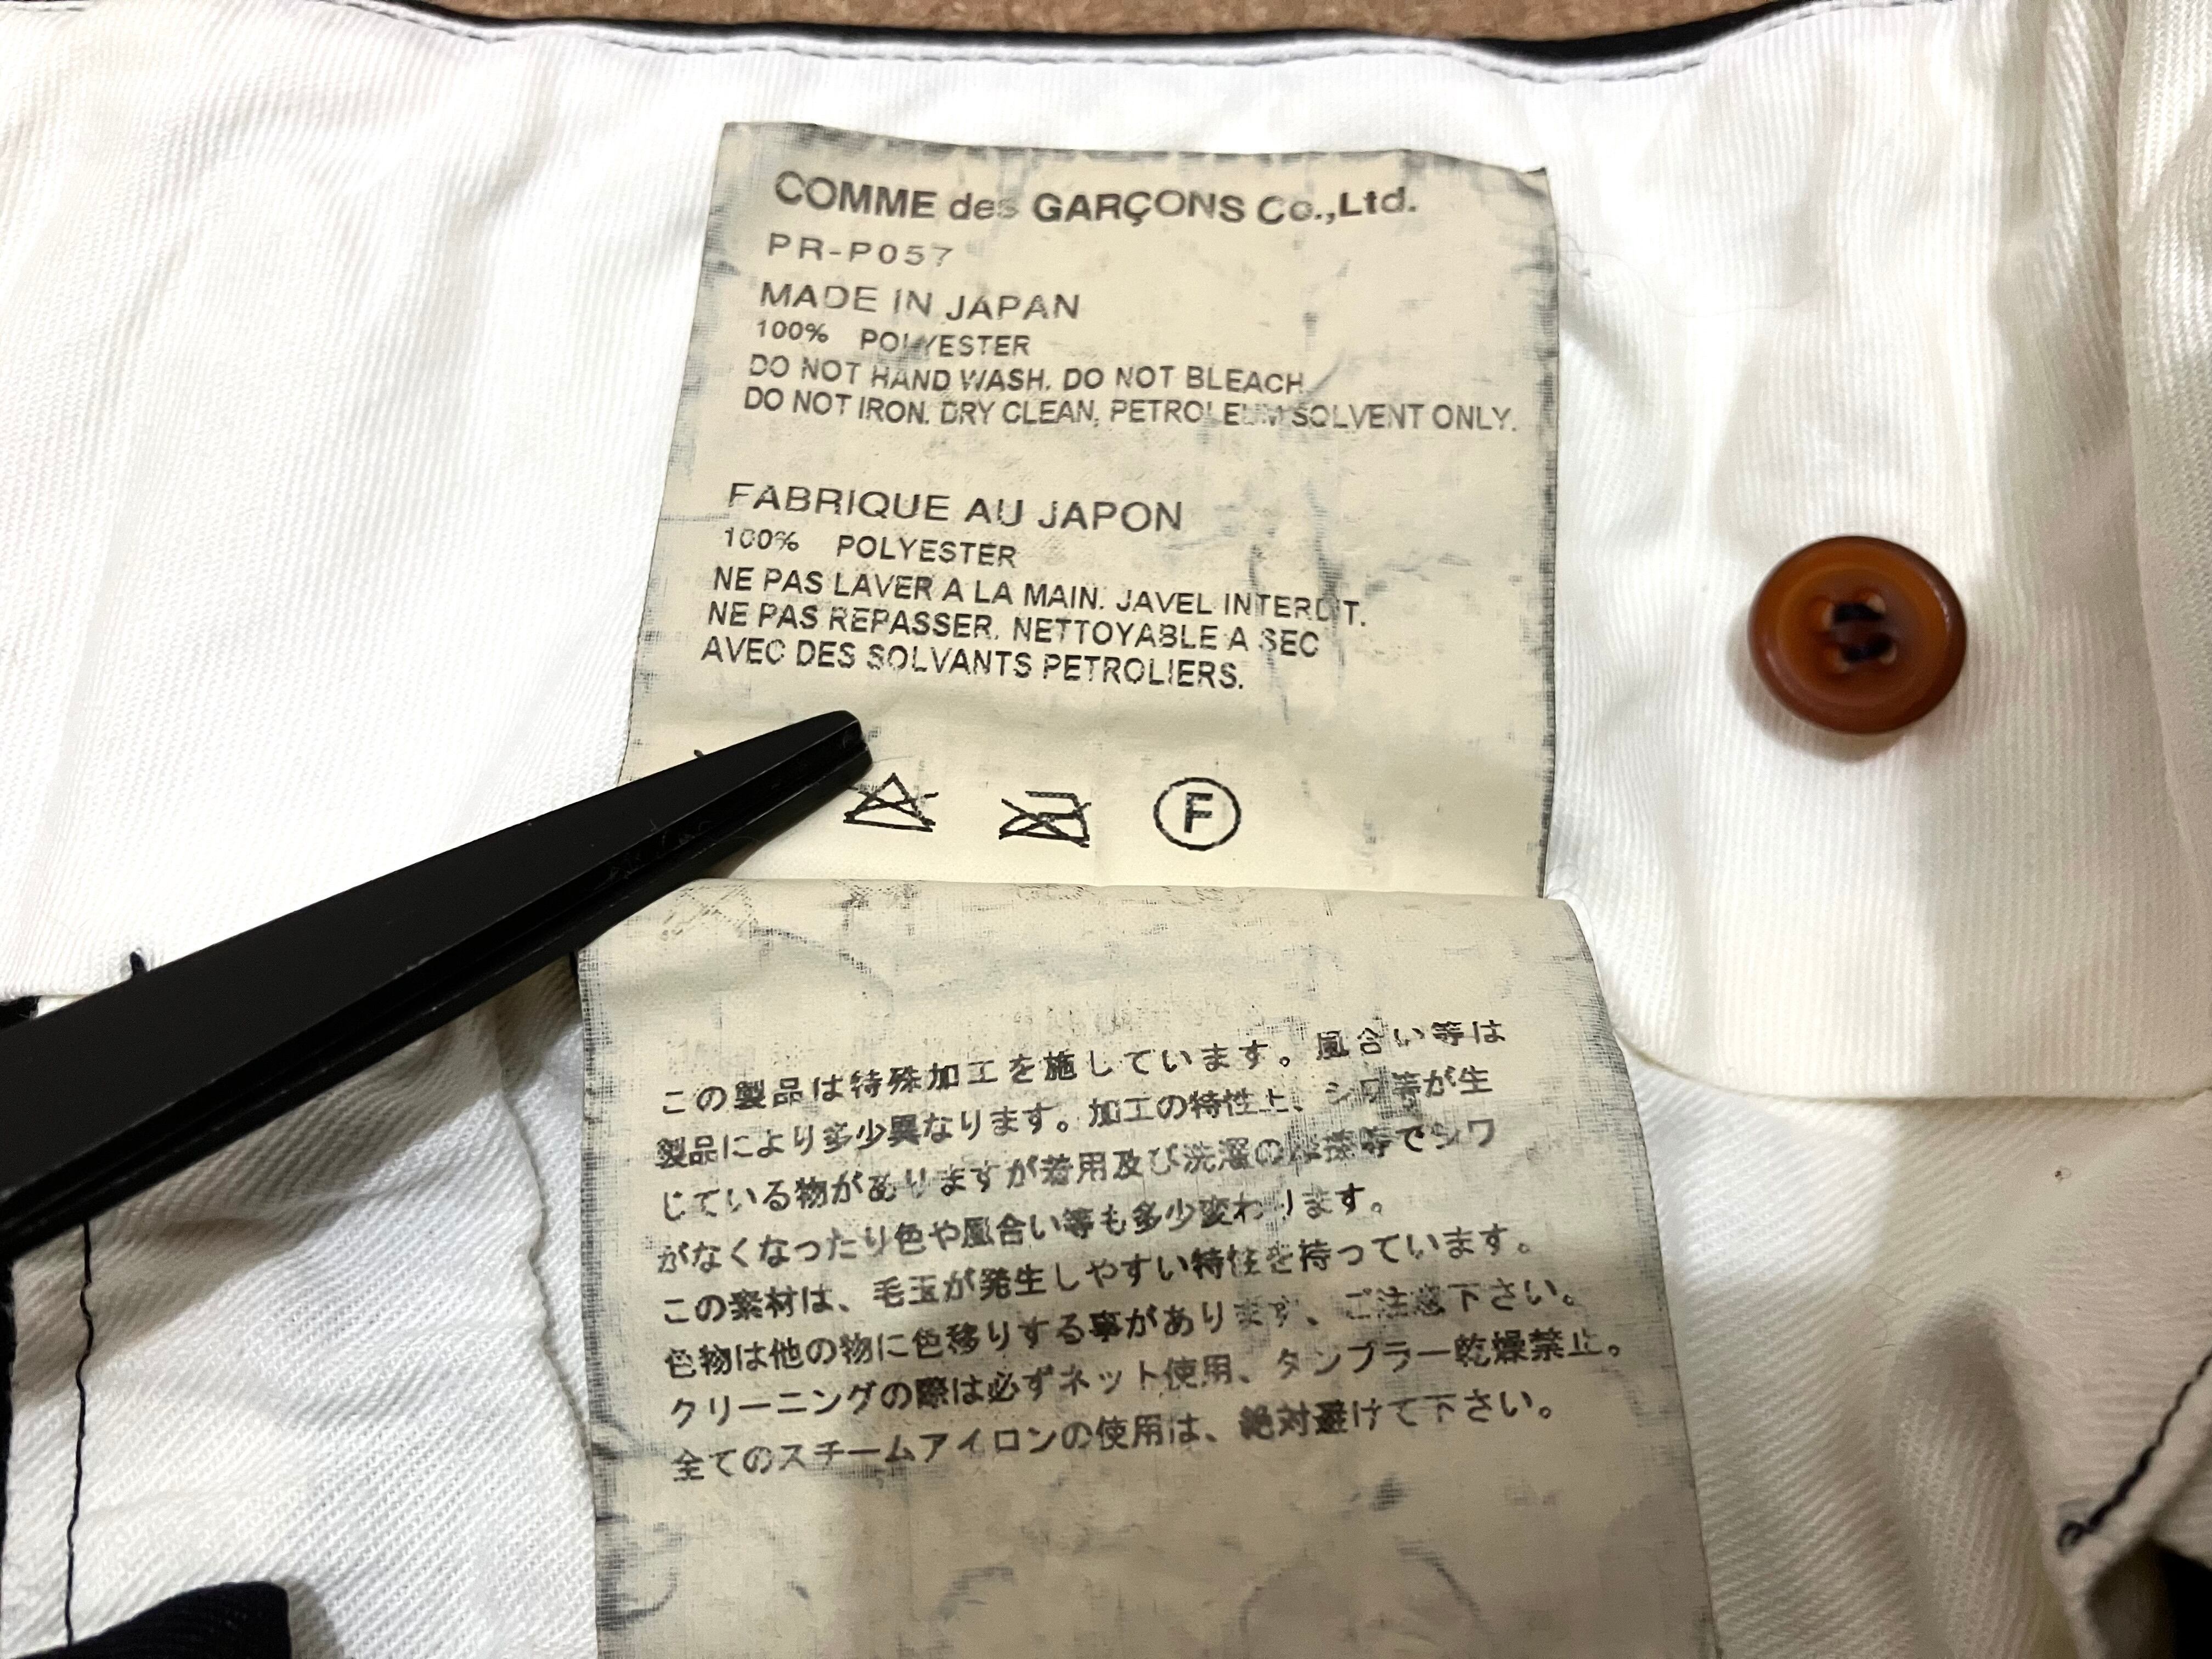 COMME des GARÇONS Co.,Ltd.
PR-P057
MADE IN JAPAN
100% POLYESTER
DO NOT HAND WASH. DO NOT BLEACH
DO NOT IRON. DRY CLEAN, PETROLEUM SOLVENT ONLY.
FABRIQUE AU JAPON
100% POLYESTER
NE PAS LAVER A LA MAIN. JAVEL INTERDIT.
NE PAS REPASSER. NETTOYABLE A SEC
AVEC DES SOLVANTS PETROLIERS.
F
この製品は特殊加工を施しています。風合い等は
製品により多少異なります。加工の特性上、シワ等が生
じている物がありますが着用及び洗濯の 等でシワ
がなくなったり色や風合い等も多少変わります。
この素材は、毛玉が発生しやすい特性を持っています。
色物は他の物に色移りする事があります、ご注意下さい。
クリーニングの際は必ずネット使用、タンブラー乾燥禁止。
全てのスチームアイロンの使用は、絶対避けて下さい。